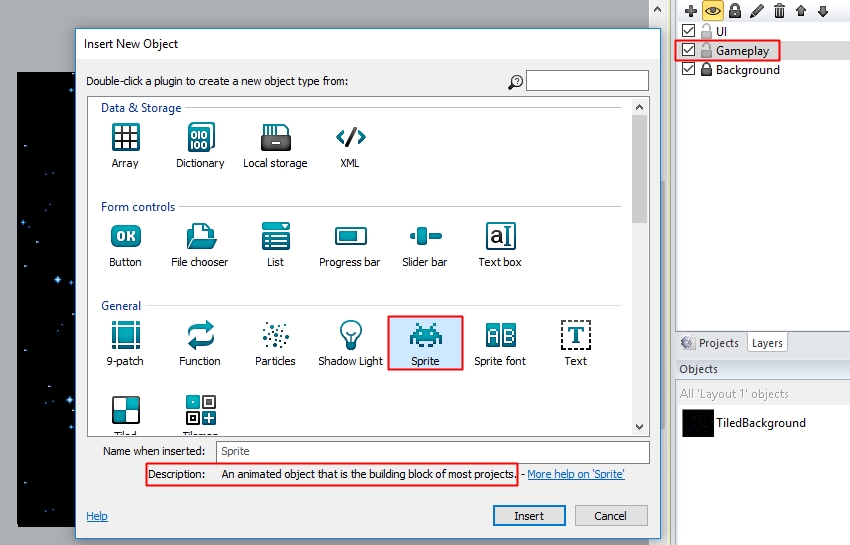 Insert New Object
Double-click a plugin to create a new object type from:
Data & Storage
Array Dictionary Local storage XML
Form controls
OK
Button File chooser List Progress bar Slider bar Text box
General
9-patch Function Particles Shadow Light Sprite Sprite font Text
Name when inserted: Sprite
Description: An animated object that is the building block of most projects. - More help on 'Sprite'
Help Insert Cancel
UI
Gameplay
Background
Projects Layers
Objects
All 'Layout 1' objects
TiledBackground